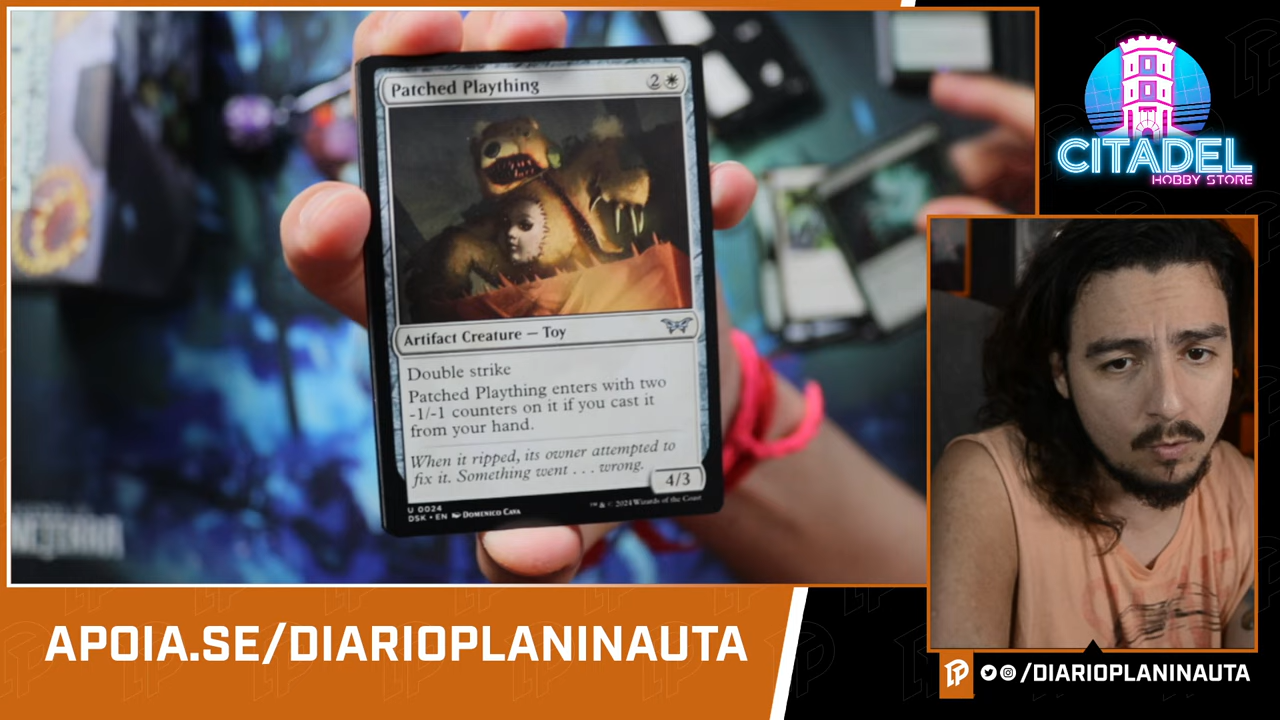 Patched Plaything
2
Artifact Creature — Toy
Double strike
Patched Plaything enters with two
-1/-1 counters on it if you cast it
from your hand.
When it ripped, its owner attempted to
fix it. Something went . . . wrong.
4/3
U 0024
DSK • EN DOMENICO CAVA
™ & © 2024 Wizards of the Coast
CITADEL
HOBBY STORE
APOIA.SE/DIARIOPLANINAUTA
/DIARIOPLANINAUTA